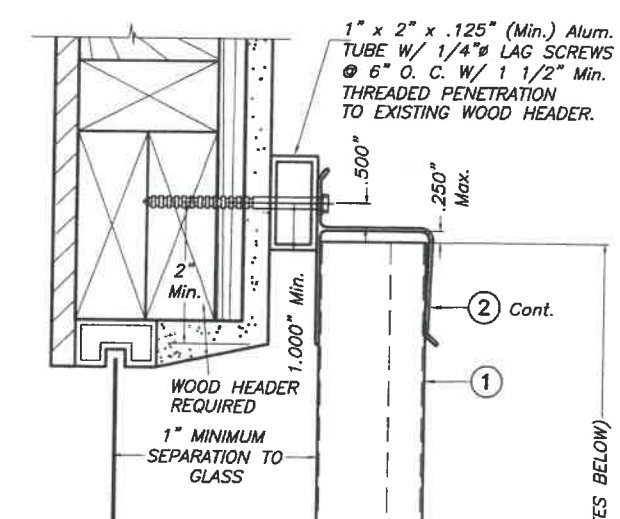 1" x 2" x .125" (Min.) Alum.
TUBE W/ 1/4"ø LAG SCREWS
@ 6" O. C. W/ 1 1/2" Min.
THREADED PENETRATION
TO EXISTING WOOD HEADER.
.500"
.250"
Max.
2"
Min.
1.000" Min.
2 Cont.
1
WOOD HEADER
REQUIRED
1" MINIMUM
SEPARATION TO
GLASS
BELOW)